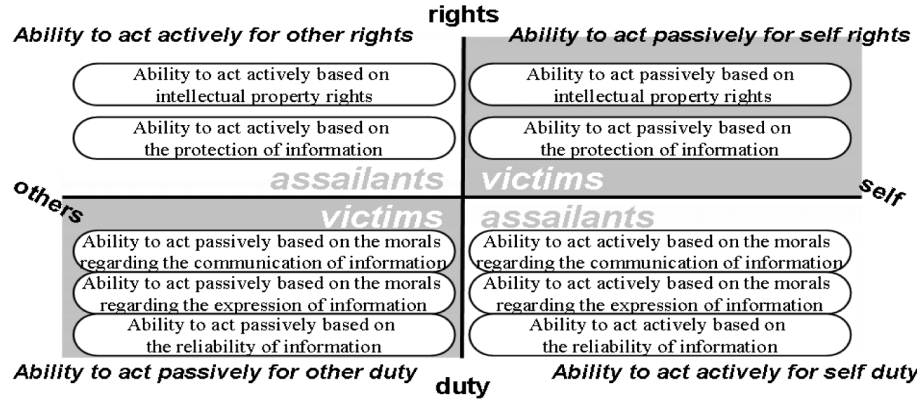 rights
Ability to act actively for other rights
Ability to act passively for self rights
Ability to act actively based on
intellectual property rights
Ability to act passively based on
intellectual property rights
Ability to act actively based on
the protection of information
Ability to act passively based on
the protection of information
assailants
victims
others
self
victims
assailants
Ability to act passively based on the morals
regarding the communication of information
Ability to act actively based on the morals
regarding the communication of information
Ability to act passively based on the morals
regarding the expression of information
Ability to act actively based on the morals
regarding the expression of information
Ability to act passively based on
the reliability of information
Ability to act actively based on
the reliability of information
Ability to act passively for other duty
Ability to act actively for self duty
duty